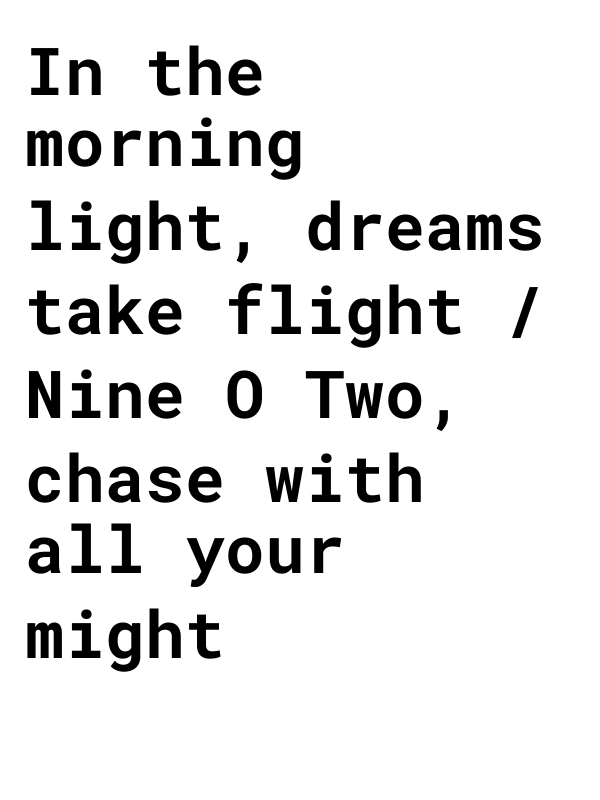 In the
morning
light, dreams
take flight /
Nine O Two,
chase with
all your
might